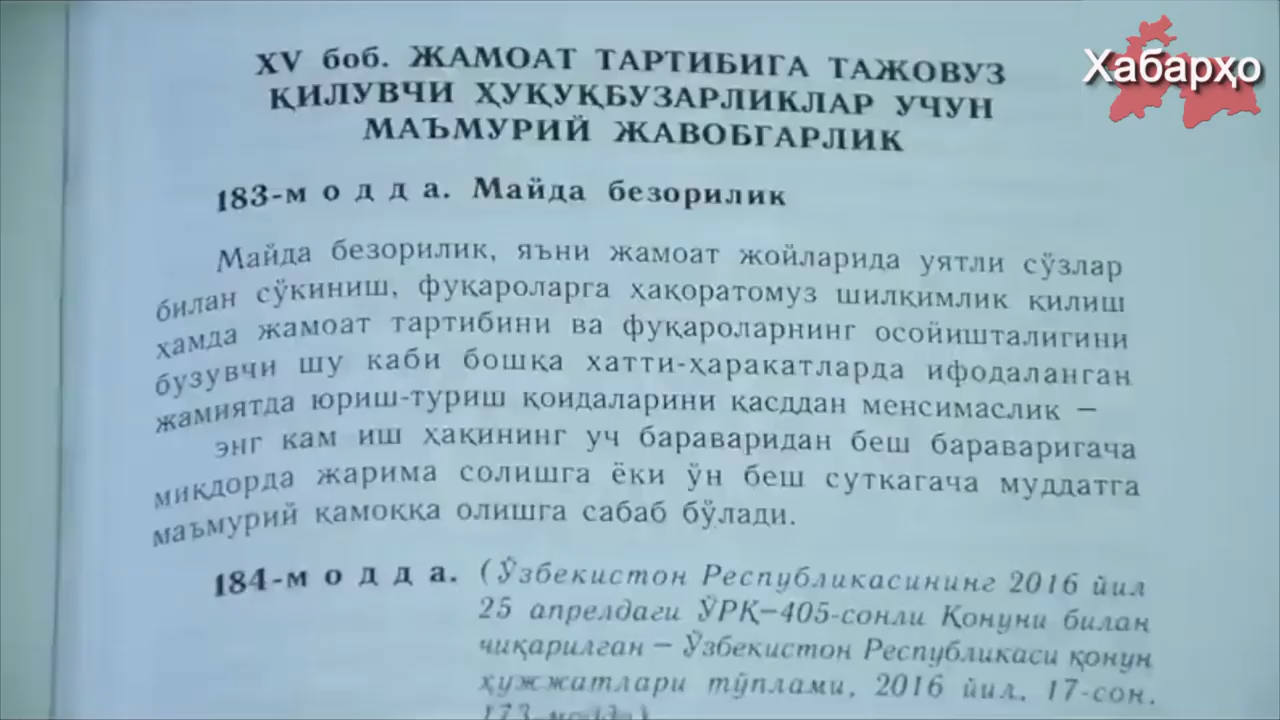 Хабарҳо
XV боб. ЖАМОАТ ТАРТИБИГА ТАЖОВУЗ
ҚИЛУВЧИ ҲУҚУҚБУЗАРЛИКЛАР УЧУН
МАЪМУРИЙ ЖАВОБГАРЛИК
183-м о д д а. Майда безорилик
Майда безорилик, яъни жамоат жойларида уятли сўзлар
билан сўкиниш, фуқароларга хақоратомуз шилқимлик қилиш
ҳамда жамоат тартибини ва фуқароларнинг осойишталигини
бузувчи шу каби бошқа хатти-ҳаракатларда ифодаланган
жамиятда юриш-туриш қоидаларини қасддан менсимаслик —
энг кам иш ҳақининг уч бараваридан беш бараваригача
миқдорда жарима солишга ёки ўн беш суткагача муддатга
маъмурий қамоққа олишга сабаб бўлади.
184-м о д д а. (Ўзбекистон Республикасининг 2016 йил
25 апрелдаги ЎРҚ—405-сонли Қонуни билан
чиқарилган — Ўзбекистон Республикаси қонун
ҳужжатлари тўплами, 2016 йил, 17-сон,
173-модда)